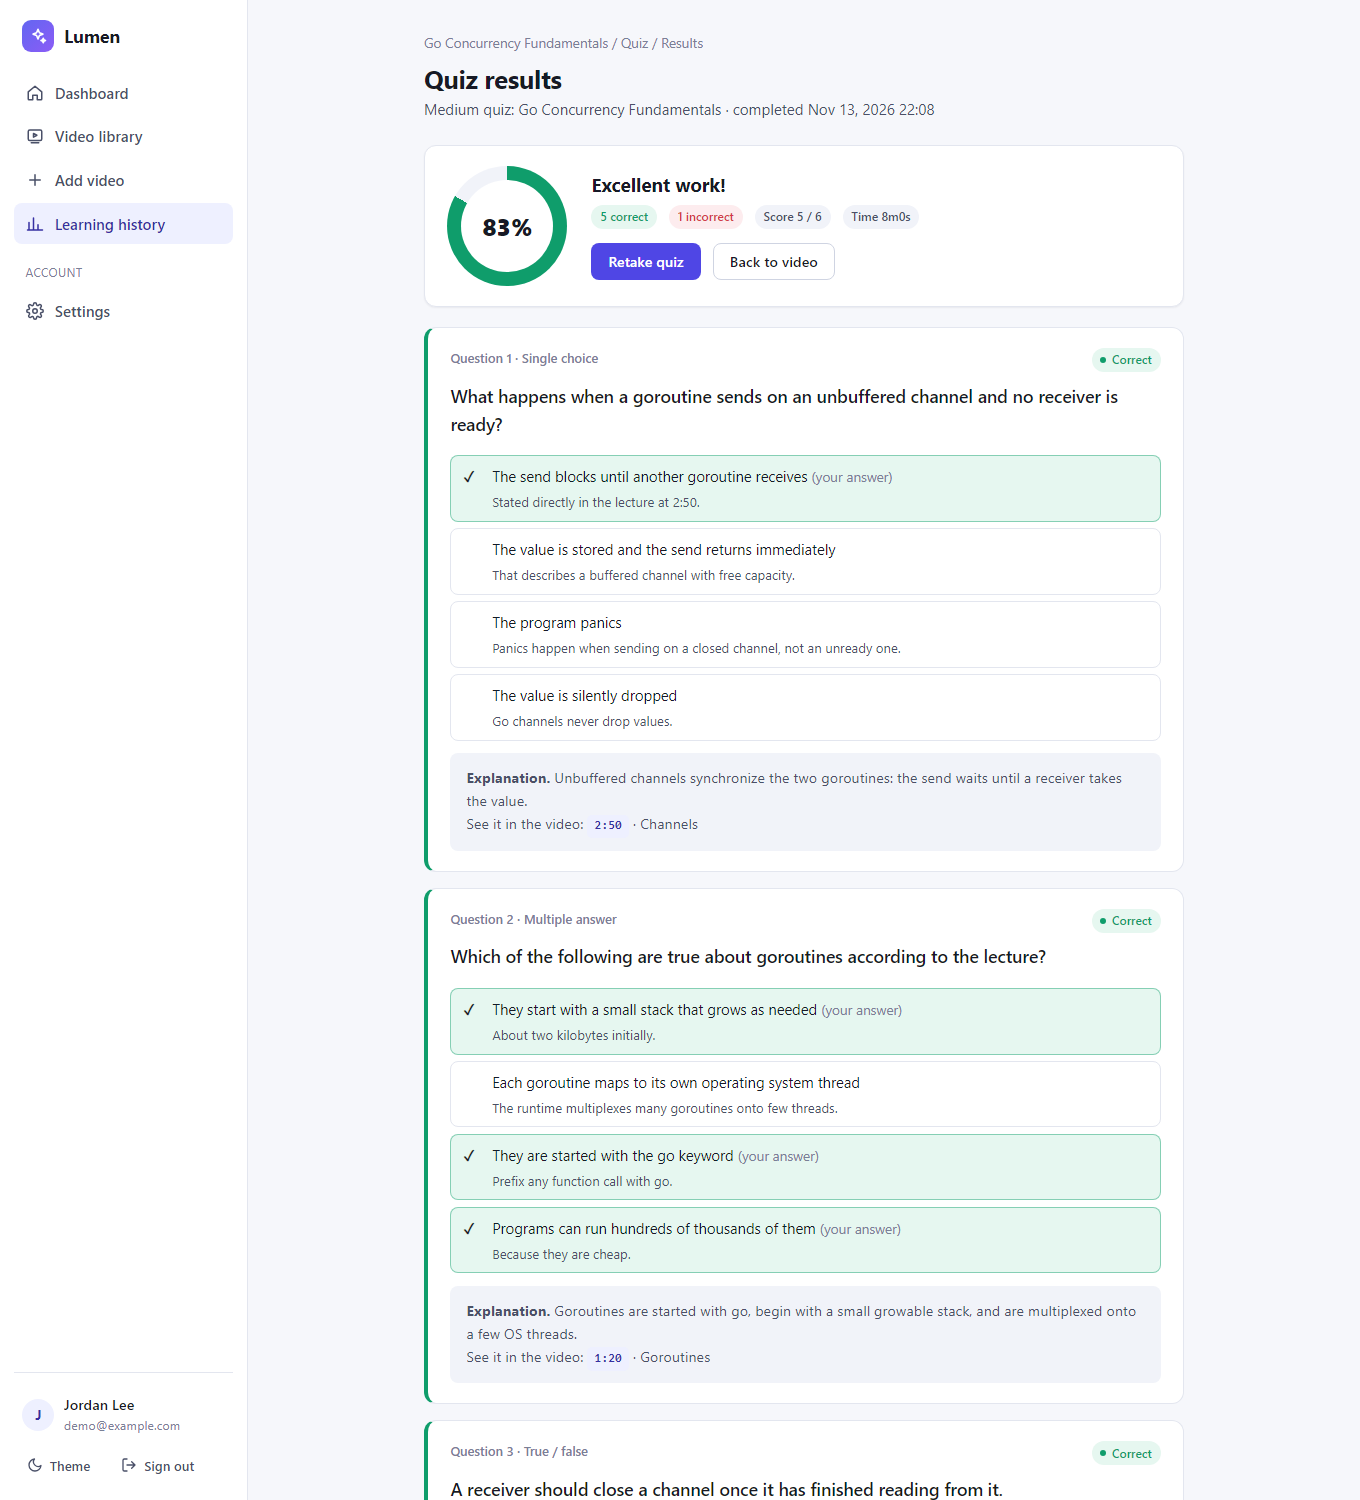 Lumen
Dashboard
Video library
Add video
Learning history
ACCOUNT
Settings
Jordan Lee
J
demo@example.com
Theme
Sign out
Go Concurrency Fundamentals / Quiz / Results
Quiz results
Medium quiz: Go Concurrency Fundamentals · completed Nov 13, 2026 22:08
83%
Excellent work!
5 correct
1 incorrect
Score 5 / 6
Time 8m0s
Retake quiz
Back to video
Question 1 · Single choice
Correct
What happens when a goroutine sends on an unbuffered channel and no receiver is
ready?
✓ The send blocks until another goroutine receives (your answer)
Stated directly in the lecture at 2:50.
The value is stored and the send returns immediately
That describes a buffered channel with free capacity.
The program panics
Panics happen when sending on a closed channel, not an unready one.
The value is silently dropped
Go channels never drop values.
Explanation. Unbuffered channels synchronize the two goroutines: the send waits until a receiver takes
the value.
See it in the video: 2:50 · Channels
Question 2 · Multiple answer
Correct
Which of the following are true about goroutines according to the lecture?
✓ They start with a small stack that grows as needed (your answer)
About two kilobytes initially.
Each goroutine maps to its own operating system thread
The runtime multiplexes many goroutines onto few threads.
✓ They are started with the go keyword (your answer)
Prefix any function call with go.
✓ Programs can run hundreds of thousands of them (your answer)
Because they are cheap.
Explanation. Goroutines are started with go, begin with a small growable stack, and are multiplexed onto
a few OS threads.
See it in the video: 1:20 · Goroutines
Question 3 · True / false
Correct
A receiver should close a channel once it has finished reading from it.